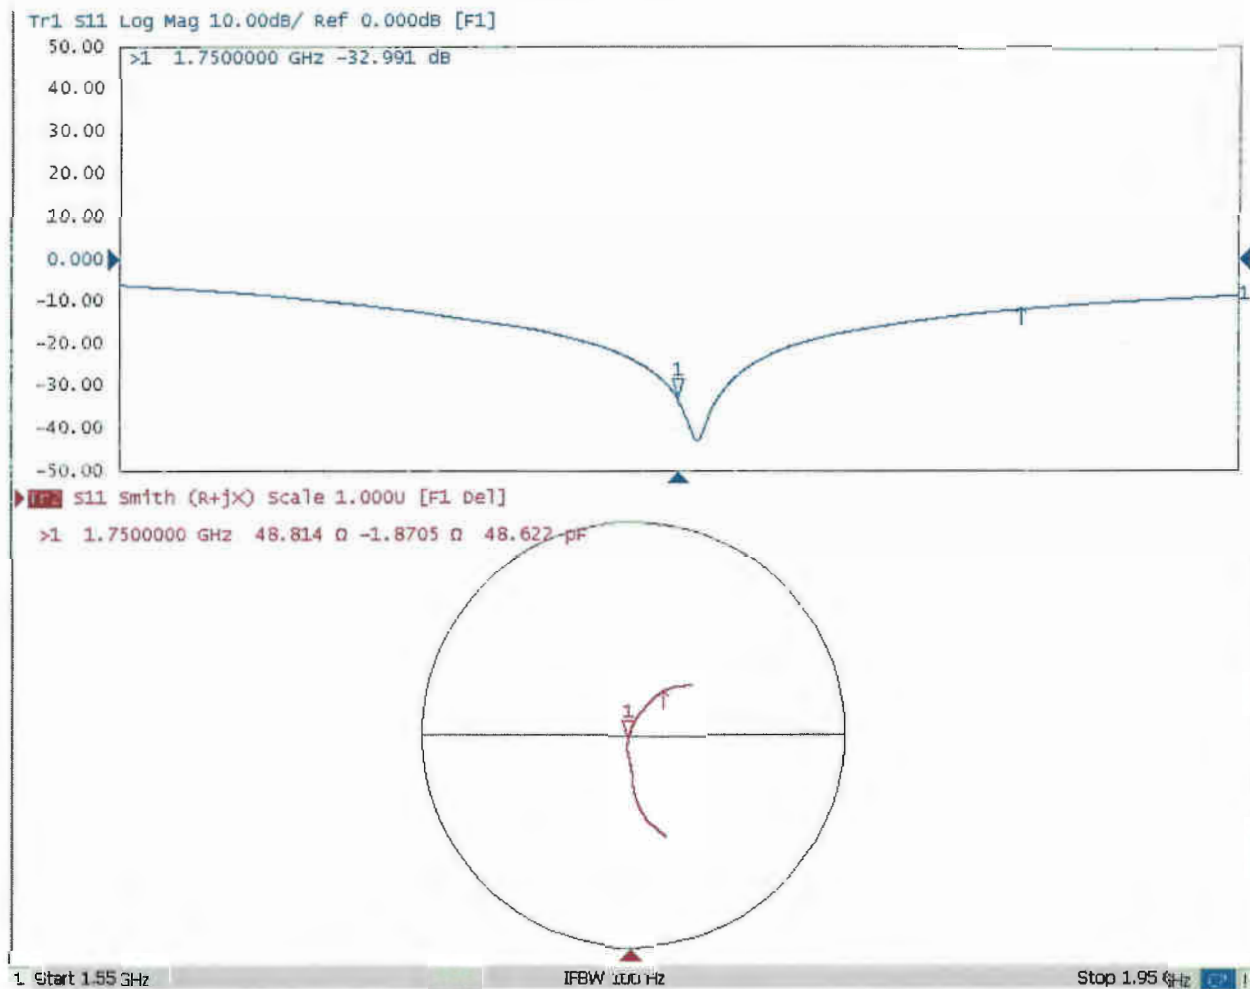 Tr1 S11 Log Mag 10.00dB/ Ref 0.000dB [F1]
50.00
>1 1.7500000 GHz -32.991 dB
40.00
30.00
20.00
10.00
0.000
-10.00
1
-20.00
-30.00
1
-40.00
-50.00
Tr2 S11 Smith (R+jX) Scale 1.000U [F1 Del]
>1 1.7500000 GHz 48.814 Ω -1.8705 Ω 48.622 pF
1
1 Start 1.55 GHz IFBW 100 Hz Stop 1.95 GHz